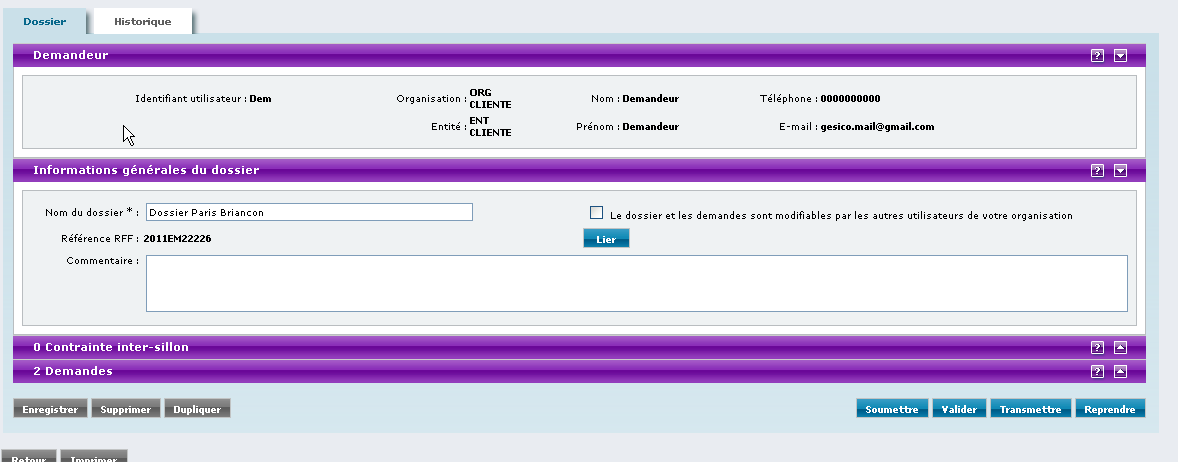 Dossier Historique
Demandeur ?
Identifiant utilisateur : Dem Organisation : ORG CLIENTE Nom : Demandeur Téléphone : 0000000000
Entité : ENT CLIENTE Prénom : Demandeur E-mail : gesico.mail@gmail.com
Informations générales du dossier ?
Nom du dossier * : Dossier Paris Briancon Le dossier et les demandes sont modifiables par les autres utilisateurs de votre organisation
Référence RFF : 2011EM22226 Lier
Commentaire :
0 Contrainte inter-sillon ?
2 Demandes ?
Enregistrer Supprimer Dupliquer Soumettre Valider Transmettre Reprendre
Retour Imprimer